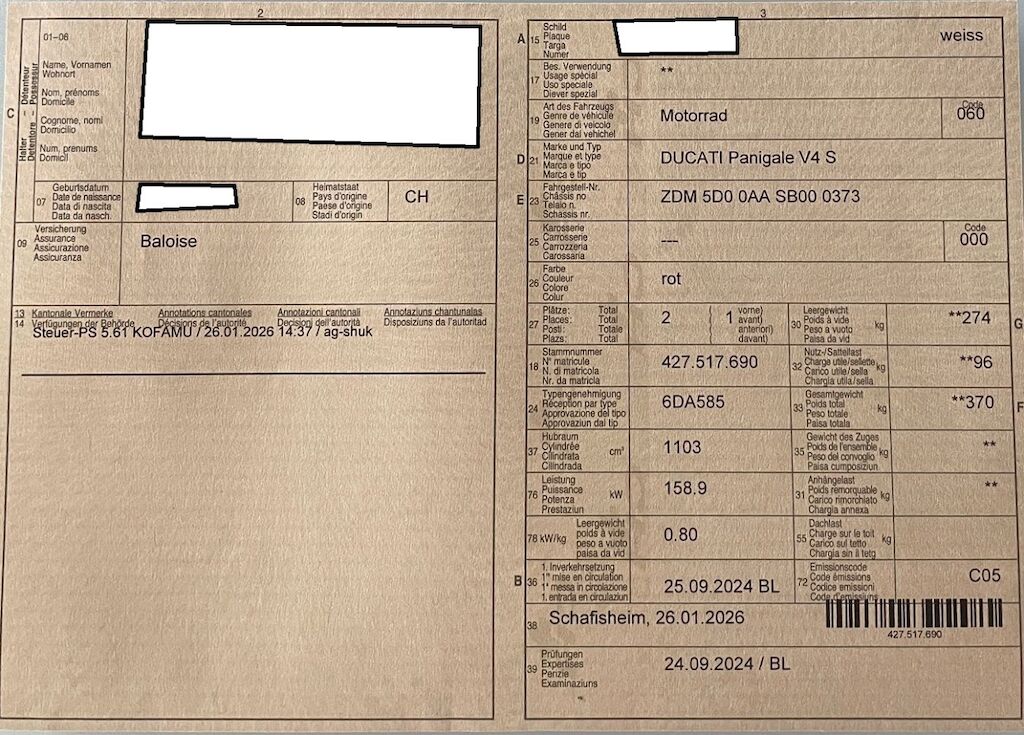 2
01–06
Name, Vornamen
Wohnort
Nom, prénoms
Domicile
Cognome, nomi
Domicilio
Num, prenums
Domicil
C
Halter – Détenteur
Detentore – Possessur
07
Geburtsdatum
Date de naissance
Data di nascita
Data da nasch.
08
Heimatstaat
Pays d'origine
Paese d'origine
Stadi d'origin
CH
09
Versicherung
Assurance
Assicurazione
Assicuranza
Baloise
13 Kantonale Vermerke Annotations cantonales Annotazioni cantonali Annotaziuns chantunalas
14 Verfügungen der Behörde Décisions de l'autorité Decisioni dell'autorità Disposiziuns da l'autoritad
Steuer-PS 5.61 KOFAMU / 26.01.2026 14:37 / ag-shuk
3
A 15
Schild
Plaque
Targa
Numer
weiss
17
Bes. Verwendung
Usage spécial
Uso speciale
Diever spezial
**
19
Art des Fahrzeugs
Genre de véhicule
Genere di veicolo
Gener dal vehichel
Motorrad
Code
060
D 21
Marke und Typ
Marque et type
Marca e tipo
Marca e tip
DUCATI Panigale V4 S
E 23
Fahrgestell-Nr.
Châssis no
Telaio n.
Schassis nr.
ZDM 5D0 0AA SB00 0373
25
Karosserie
Carrosserie
Carrozzeria
Carossaria
---
Code
000
26
Farbe
Couleur
Colore
Colur
rot
27
Plätze: Total
Places: Total
Posti: Totale
Plazs: Total
2
( 1 vorne)
( avant)
( anteriori)
( davant)
30
Leergewicht
Poids à vide
Peso a vuoto
Paisa da vid
kg
**274
G
18
Stammnummer
N° matricule
N. di matricola
Nr. da matricla
427.517.690
32
Nutz-/Sattellast
Charge utile/sellette
Carico utile/sella
Chargia utila/sella
kg
**96
24
Typengenehmigung
Réception par type
Approvazione del tipo
Approvaziun dal tip
6DA585
33
Gesamtgewicht
Poids total
Peso totale
Paisa totala
kg
**370
F
37
Hubraum
Cylindrée
Cilindrata
Cilindrada
cm³
1103
35
Gewicht des Zuges
Poids de l'ensemble
Peso del convoglio
Paisa cumposiziun
kg
**
76
Leistung
Puissance
Potenza
Prestaziun
kW
158.9
31
Anhängelast
Poids remorquable
Carico rimorchiato
Chargia annexa
kg
**
78 kW/kg
Leergewicht
poids à vide
peso a vuoto
paisa da vid
0.80
55
Dachlast
Charge sur le toit
Carico sul tetto
Chargia sin il tetg
kg
B 36
1. Inverkehrsetzung
1re mise en circulation
1a messa in circolazione
1. entrada en circulaziun
25.09.2024 BL
72
Emissionscode
Code émissions
Codice emissioni
Code d'emissiuns
C05
38
Schafisheim, 26.01.2026
427.517.690
39
Prüfungen
Expertises
Perizie
Examinaziuns
24.09.2024 / BL